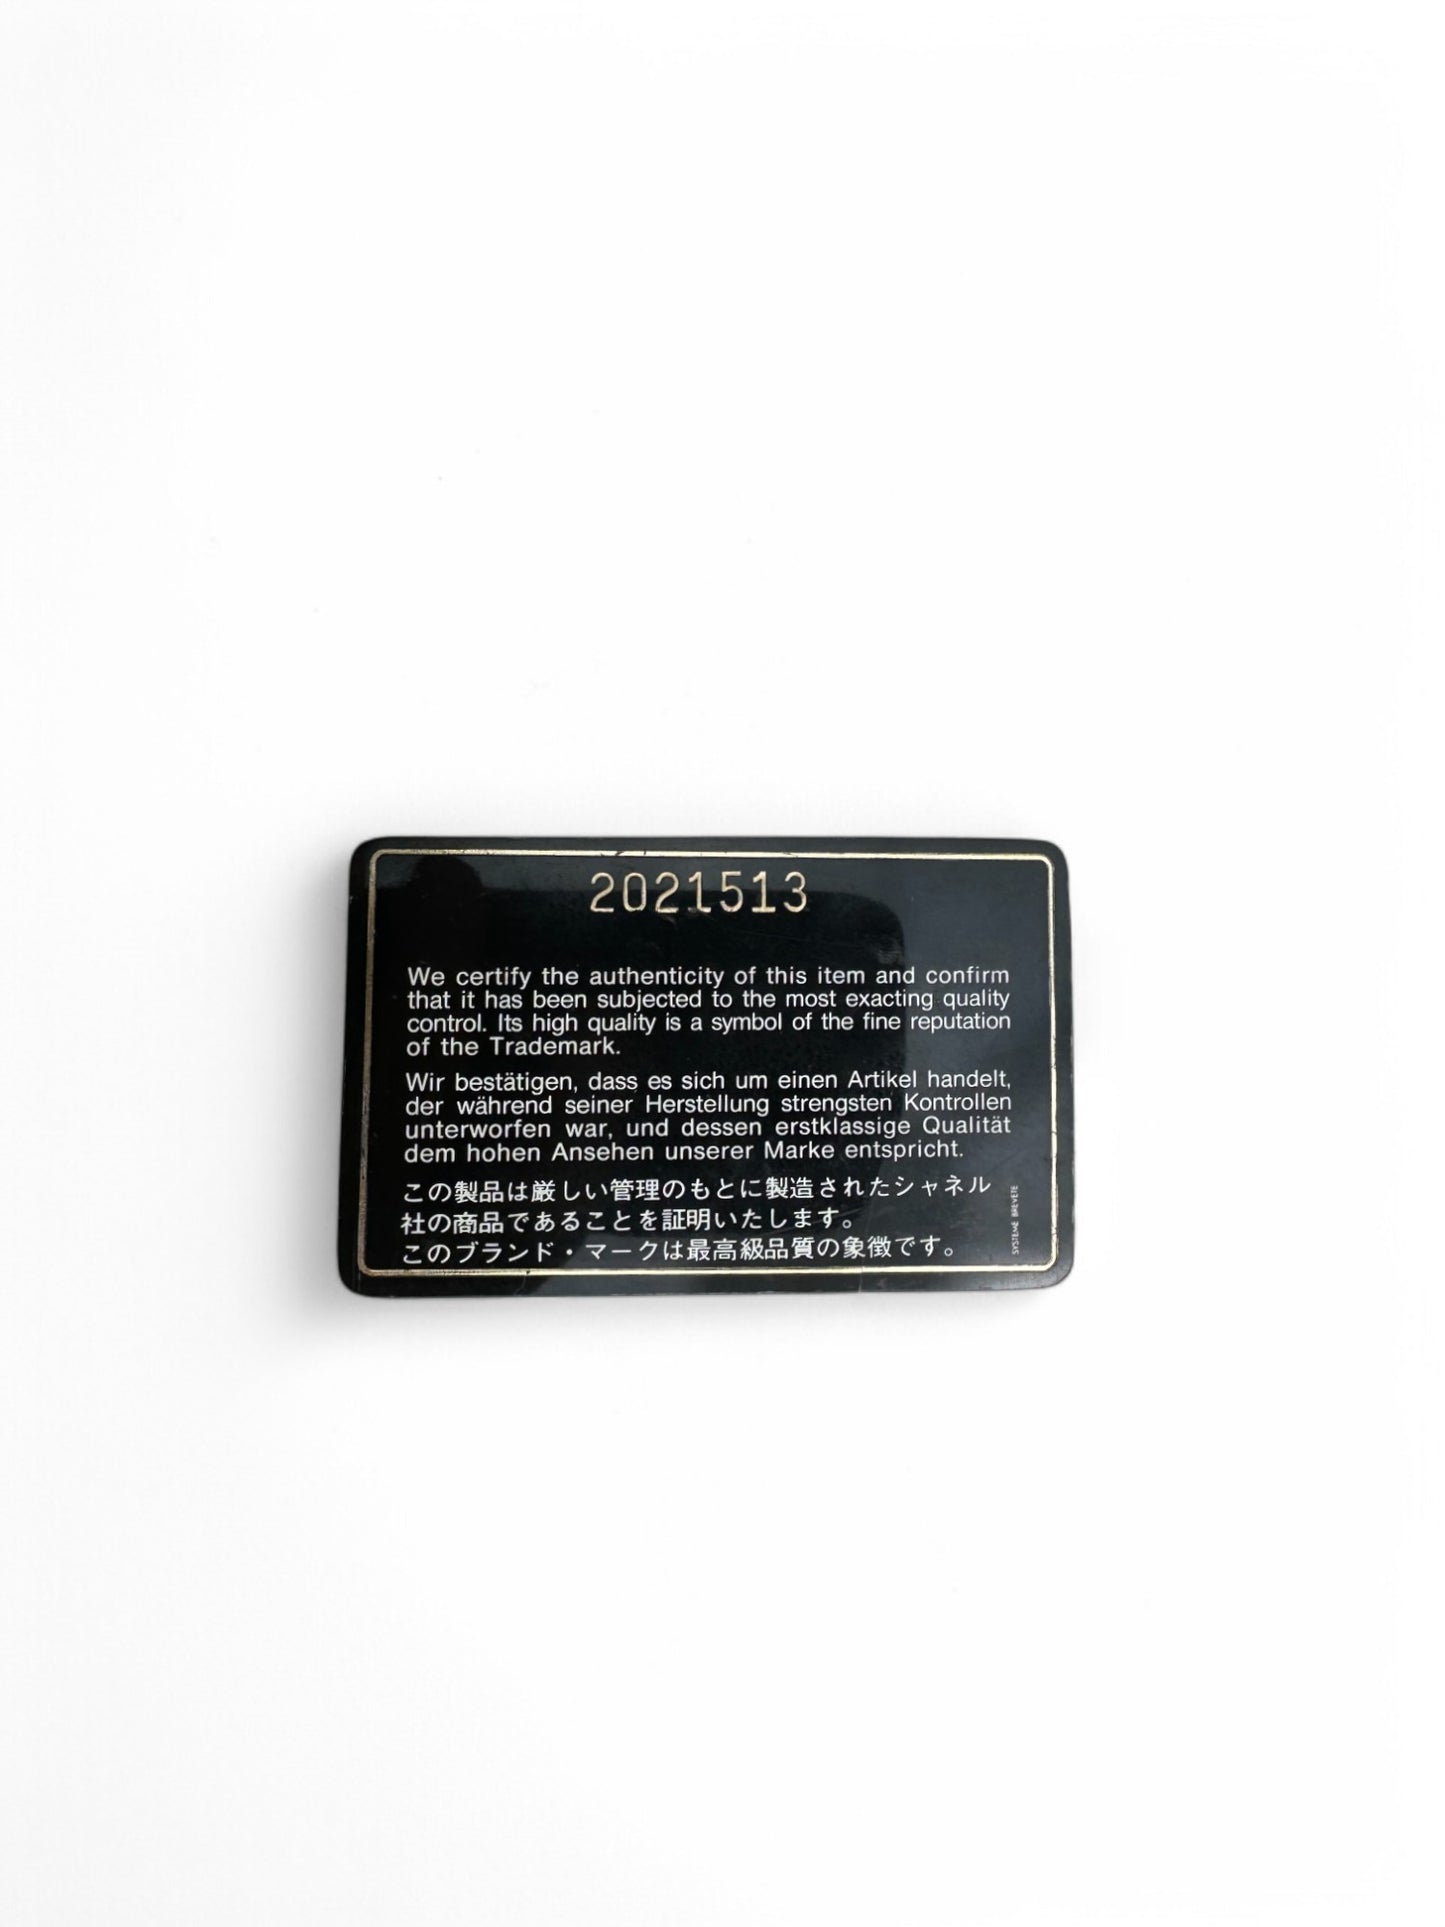 2021513
We certify the authenticity of this item and confirm
that it has been subjected to the most exacting quality
control. Its high quality is a symbol of the fine reputation
of the Trademark.
Wir bestätigen, dass es sich um einen Artikel handelt,
der während seiner Herstellung strengsten Kontrollen
unterworfen war, und dessen erstklassige Qualität
dem hohen Ansehen unserer Marke entspricht.
この製品は厳しい管理のもとに製造されたシャネル
社の商品であることを証明いたします。
このブランド・マークは最高級品質の象徴です。
SYSTEME BREVETE